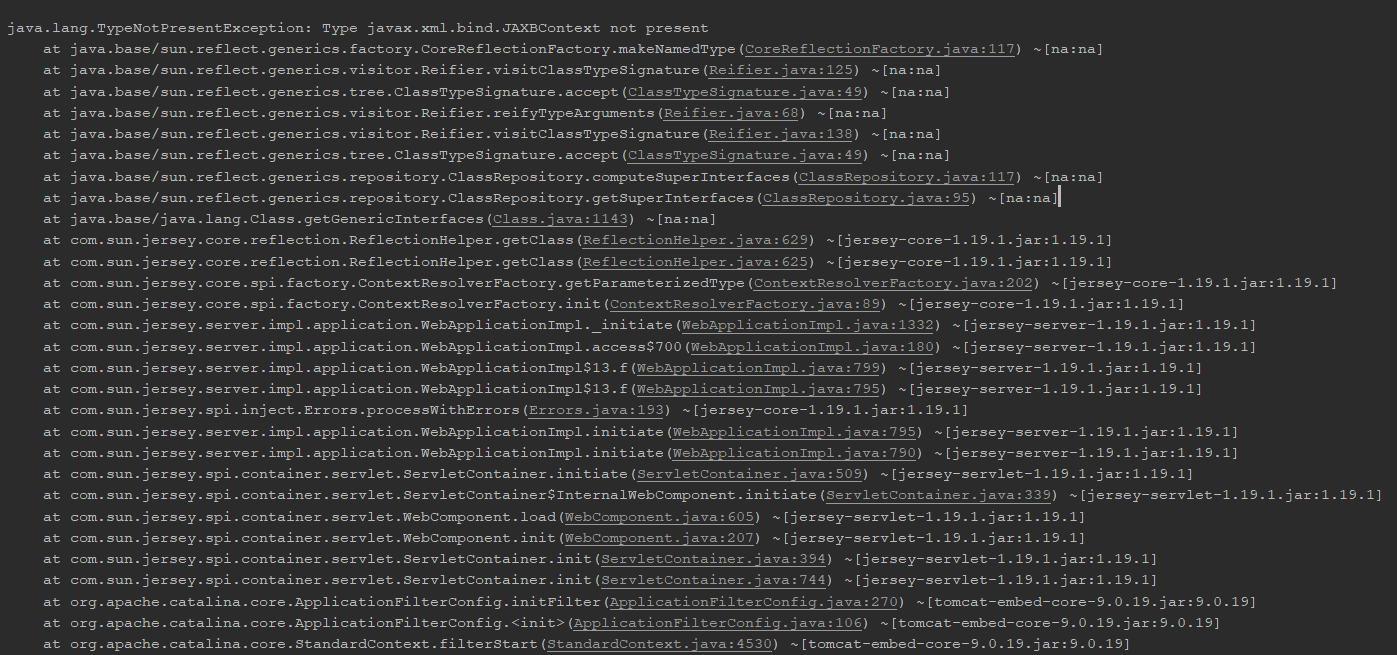 java.lang.TypeNotPresentException: Type javax.xml.bind.JAXBContext not present
at java.base/sun.reflect.generics.factory.CoreReflectionFactory.makeNamedType(CoreReflectionFactory.java:117) ~[na:na]
at java.base/sun.reflect.generics.visitor.Reifier.visitClassTypeSignature(Reifier.java:125) ~[na:na]
at java.base/sun.reflect.generics.tree.ClassTypeSignature.accept(ClassTypeSignature.java:49) ~[na:na]
at java.base/sun.reflect.generics.visitor.Reifier.reifyTypeArguments(Reifier.java:68) ~[na:na]
at java.base/sun.reflect.generics.visitor.Reifier.visitClassTypeSignature(Reifier.java:138) ~[na:na]
at java.base/sun.reflect.generics.tree.ClassTypeSignature.accept(ClassTypeSignature.java:49) ~[na:na]
at java.base/sun.reflect.generics.repository.ClassRepository.computeSuperInterfaces(ClassRepository.java:117) ~[na:na]
at java.base/sun.reflect.generics.repository.ClassRepository.getSuperInterfaces(ClassRepository.java:95) ~[na:na]
at java.base/java.lang.Class.getGenericInterfaces(Class.java:1143) ~[na:na]
at com.sun.jersey.core.reflection.ReflectionHelper.getClass(ReflectionHelper.java:629) ~[jersey-core-1.19.1.jar:1.19.1]
at com.sun.jersey.core.reflection.ReflectionHelper.getClass(ReflectionHelper.java:625) ~[jersey-core-1.19.1.jar:1.19.1]
at com.sun.jersey.core.spi.factory.ContextResolverFactory.getParameterizedType(ContextResolverFactory.java:202) ~[jersey-core-1.19.1.jar:1.19.1]
at com.sun.jersey.core.spi.factory.ContextResolverFactory.init(ContextResolverFactory.java:89) ~[jersey-core-1.19.1.jar:1.19.1]
at com.sun.jersey.server.impl.application.WebApplicationImpl._initiate(WebApplicationImpl.java:1332) ~[jersey-server-1.19.1.jar:1.19.1]
at com.sun.jersey.server.impl.application.WebApplicationImpl.access$700(WebApplicationImpl.java:180) ~[jersey-server-1.19.1.jar:1.19.1]
at com.sun.jersey.server.impl.application.WebApplicationImpl$13.f(WebApplicationImpl.java:799) ~[jersey-server-1.19.1.jar:1.19.1]
at com.sun.jersey.server.impl.application.WebApplicationImpl$13.f(WebApplicationImpl.java:795) ~[jersey-server-1.19.1.jar:1.19.1]
at com.sun.jersey.spi.inject.Errors.processWithErrors(Errors.java:193) ~[jersey-core-1.19.1.jar:1.19.1]
at com.sun.jersey.server.impl.application.WebApplicationImpl.initiate(WebApplicationImpl.java:795) ~[jersey-server-1.19.1.jar:1.19.1]
at com.sun.jersey.server.impl.application.WebApplicationImpl.initiate(WebApplicationImpl.java:790) ~[jersey-server-1.19.1.jar:1.19.1]
at com.sun.jersey.spi.container.servlet.ServletContainer.initiate(ServletContainer.java:509) ~[jersey-servlet-1.19.1.jar:1.19.1]
at com.sun.jersey.spi.container.servlet.ServletContainer$InternalWebComponent.initiate(ServletContainer.java:339) ~[jersey-servlet-1.19.1.jar:1.19.1]
at com.sun.jersey.spi.container.servlet.WebComponent.load(WebComponent.java:605) ~[jersey-servlet-1.19.1.jar:1.19.1]
at com.sun.jersey.spi.container.servlet.WebComponent.init(WebComponent.java:207) ~[jersey-servlet-1.19.1.jar:1.19.1]
at com.sun.jersey.spi.container.servlet.ServletContainer.init(ServletContainer.java:394) ~[jersey-servlet-1.19.1.jar:1.19.1]
at com.sun.jersey.spi.container.servlet.ServletContainer.init(ServletContainer.java:744) ~[jersey-servlet-1.19.1.jar:1.19.1]
at org.apache.catalina.core.ApplicationFilterConfig.initFilter(ApplicationFilterConfig.java:270) ~[tomcat-embed-core-9.0.19.jar:9.0.19]
at org.apache.catalina.core.ApplicationFilterConfig.<init>(ApplicationFilterConfig.java:106) ~[tomcat-embed-core-9.0.19.jar:9.0.19]
at org.apache.catalina.core.StandardContext.filterStart(StandardContext.java:4530) ~[tomcat-embed-core-9.0.19.jar:9.0.19]